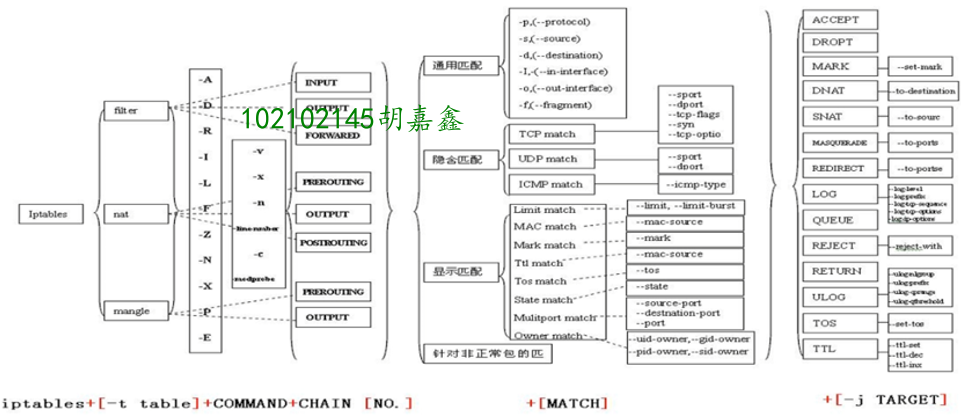 Iptables
filter
nat
mangle
-A
-D
-R
-I
-L
-F
-Z
-N
-X
-P
-E
-v
-x
-n
-linenumber
-c
-modprobe
INPUT
OUTPUT
FORWARED
PREROUTING
OUTPUT
POSTROUTING
PREROUTING
OUTPUT
102102145胡嘉鑫
通用匹配
-p,(--protocol)
-s,(--source)
-d,(--destination)
-I,-(--in-interface)
-o,(--out-interface)
-f,(--fragment)
隐含匹配
TCP match
--sport
--dport
--tcp-flags
--syn
--tcp-optio
UDP match
--sport
--dport
ICMP match
--icmp-type
显示匹配
Limit match
--limit, --limit-burst
MAC match
--mac-source
Mark match
--mark
Ttl match
--mac-source
Tos match
--tos
State match
--state
Mulitport match
--source-port
--destnation-port
--port
Owner match
--uid-owner,--gid-owner
--pid-owner,--sid-owner
针对非正常包的匹
ACCEPT
DROPT
MARK
--set-mark
DNAT
--to-destination
SNAT
--to-sourc
MASQUERADE
--to-ports
REDIRECT
--to-portse
LOG
--log-level
--log-prefix
--log-tcp-sequence
--log-tcp-options
--log-ip-options
QUEUE
REJECT
--reject-with
RETURN
ULOG
--ulog-nlgroup
--ulog-prefix
--ulog-qthreshold
TOS
--set-tos
TTL
--ttl-set
--ttl-dec
--ttl-inx
iptables+[-t table]+COMMAND+CHAIN [NO.]
+[MATCH]
+[-j TARGET]